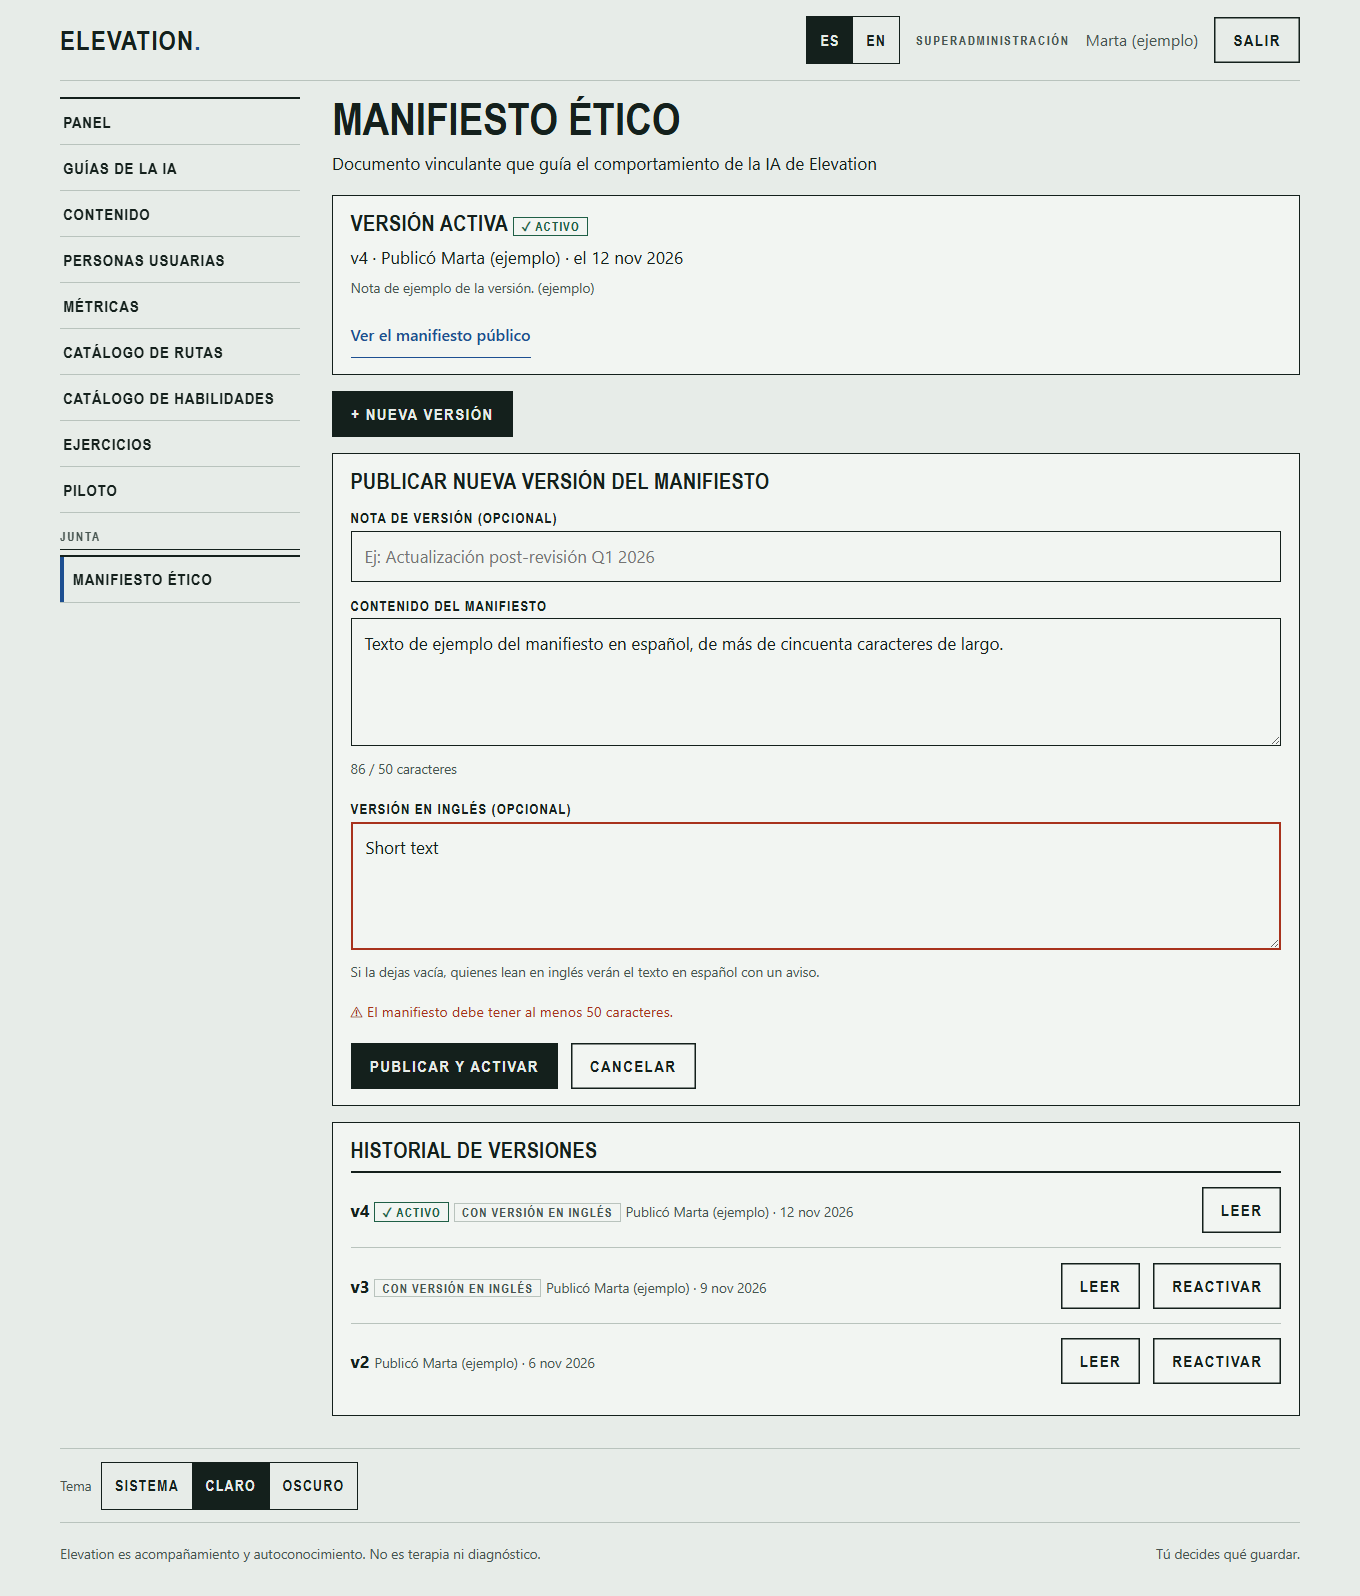 ELEVATION.
ES EN SUPERADMINISTRACIÓN Marta (ejemplo) SALIR
PANEL
GUÍAS DE LA IA
CONTENIDO
PERSONAS USUARIAS
MÉTRICAS
CATÁLOGO DE RUTAS
CATÁLOGO DE HABILIDADES
EJERCICIOS
PILOTO
JUNTA
MANIFIESTO ÉTICO
MANIFIESTO ÉTICO
Documento vinculante que guía el comportamiento de la IA de Elevation
VERSIÓN ACTIVA ✓ ACTIVO
v4 · Publicó Marta (ejemplo) · el 12 nov 2026
Nota de ejemplo de la versión. (ejemplo)
Ver el manifiesto público
+ NUEVA VERSIÓN
PUBLICAR NUEVA VERSIÓN DEL MANIFIESTO
NOTA DE VERSIÓN (OPCIONAL)
Ej: Actualización post-revisión Q1 2026
CONTENIDO DEL MANIFIESTO
Texto de ejemplo del manifiesto en español, de más de cincuenta caracteres de largo.
86 / 50 caracteres
VERSIÓN EN INGLÉS (OPCIONAL)
Short text
Si la dejas vacía, quienes lean en inglés verán el texto en español con un aviso.
⚠ El manifiesto debe tener al menos 50 caracteres.
PUBLICAR Y ACTIVAR CANCELAR
HISTORIAL DE VERSIONES
v4 ✓ ACTIVO CON VERSIÓN EN INGLÉS Publicó Marta (ejemplo) · 12 nov 2026 LEER
v3 CON VERSIÓN EN INGLÉS Publicó Marta (ejemplo) · 9 nov 2026 LEER REACTIVAR
v2 Publicó Marta (ejemplo) · 6 nov 2026 LEER REACTIVAR
Tema SISTEMA CLARO OSCURO
Elevation es acompañamiento y autoconocimiento. No es terapia ni diagnóstico. Tú decides qué guardar.